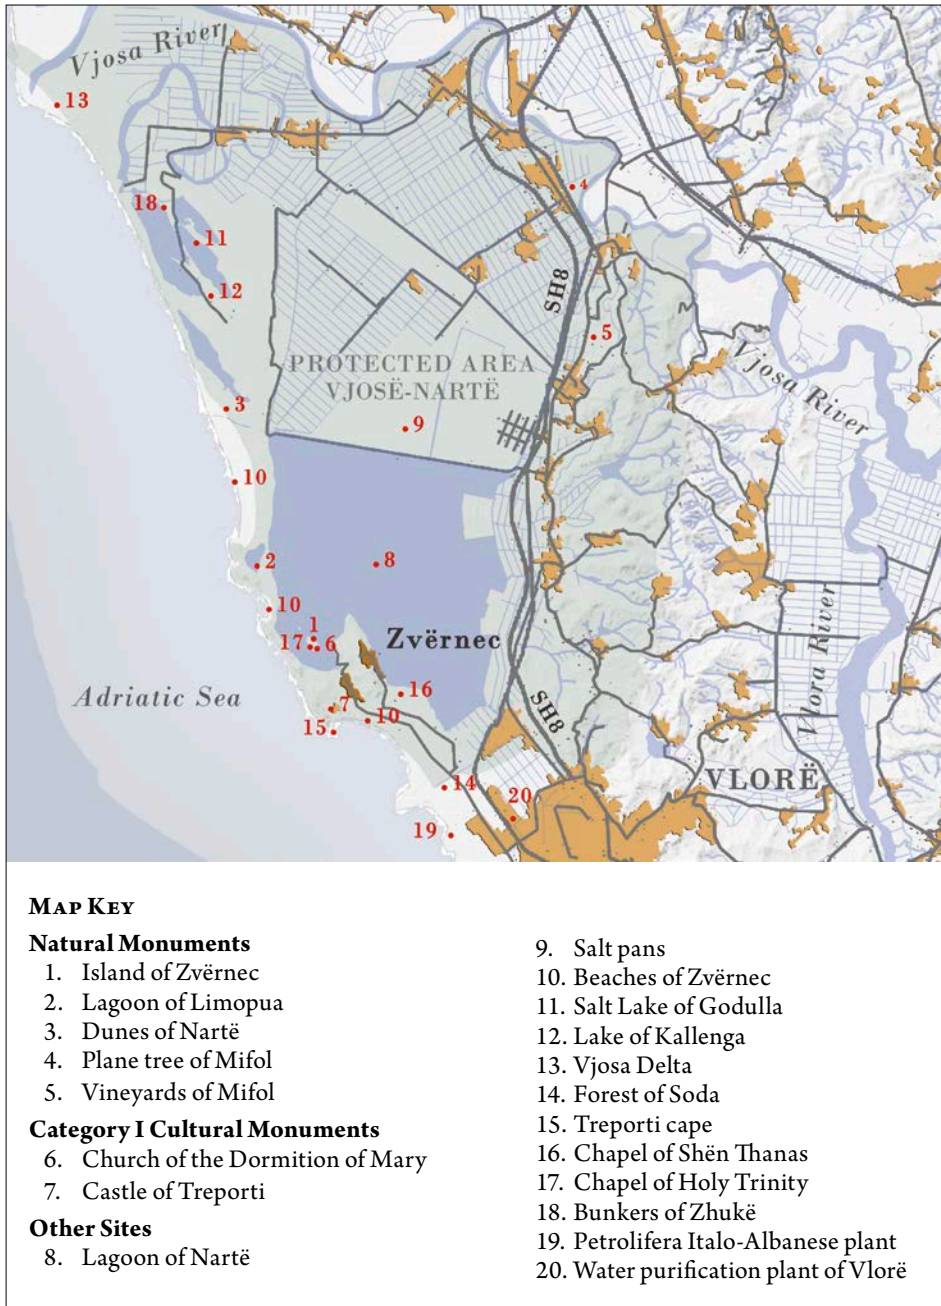 Vjosa River
13
4
18
11
12
SH8
5
PROTECTED AREA
VJOSË-NARTË
Vjosa River
3
9
10
2
8
10
1
17
6
Zvërnec
Vlora River
16
Adriatic Sea
7
10
SH8
15
VLORË
14
20
19
MAP KEY
Natural Monuments
1. Island of Zvërnec
2. Lagoon of Limopua
3. Dunes of Nartë
4. Plane tree of Mifol
5. Vineyards of Mifol
Category I Cultural Monuments
6. Church of the Dormition of Mary
7. Castle of Treporti
Other Sites
8. Lagoon of Nartë
9. Salt pans
10. Beaches of Zvërnec
11. Salt Lake of Godulla
12. Lake of Kallenga
13. Vjosa Delta
14. Forest of Soda
15. Treporti cape
16. Chapel of Shën Thanas
17. Chapel of Holy Trinity
18. Bunkers of Zhukë
19. Petrolifera Italo-Albanese plant
20. Water purification plant of Vlorë